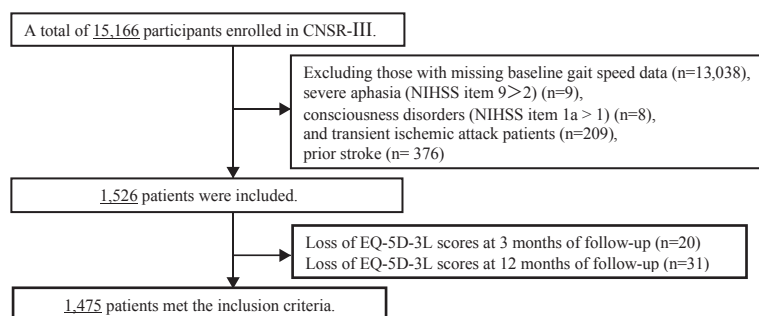 A total of 15,166 participants enrolled in CNSR-III.
Excluding those with missing baseline gait speed data (n=13,038),
severe aphasia (NIHSS item 9>2) (n=9),
consciousness disorders (NIHSS item 1a > 1) (n=8),
and transient ischemic attack patients (n=209),
prior stroke (n= 376)
1,526 patients were included.
Loss of EQ-5D-3L scores at 3 months of follow-up (n=20)
Loss of EQ-5D-3L scores at 12 months of follow-up (n=31)
1,475 patients met the inclusion criteria.